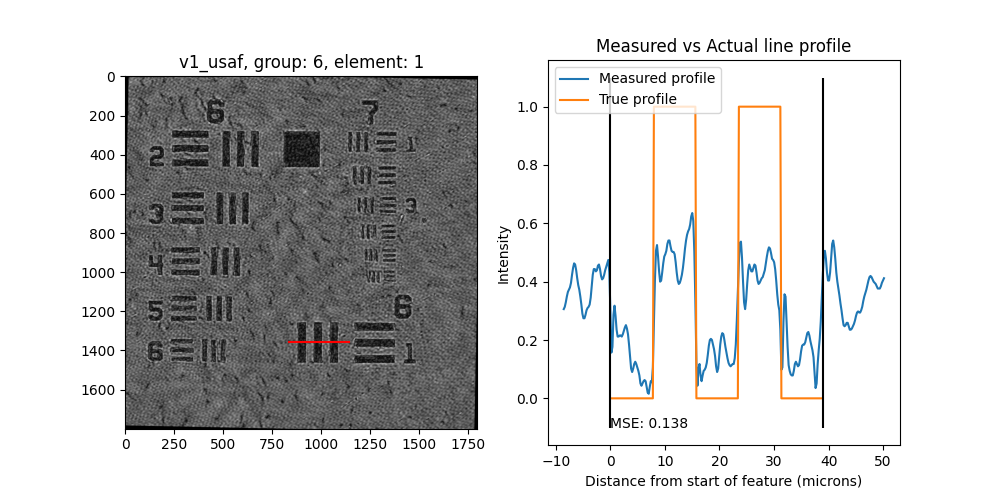 v1_usaf, group: 6, element: 1
0
200
400
600
800
1000
1200
1400
1600
0 250 500 750 1000 1250 1500 1750
6 7
2 1
3 3
4
5 6
6 1
Measured vs Actual line profile
Measured profile
True profile
Intensity
1.0
0.8
0.6
0.4
0.2
0.0
MSE: 0.138
−10 0 10 20 30 40 50
Distance from start of feature (microns)